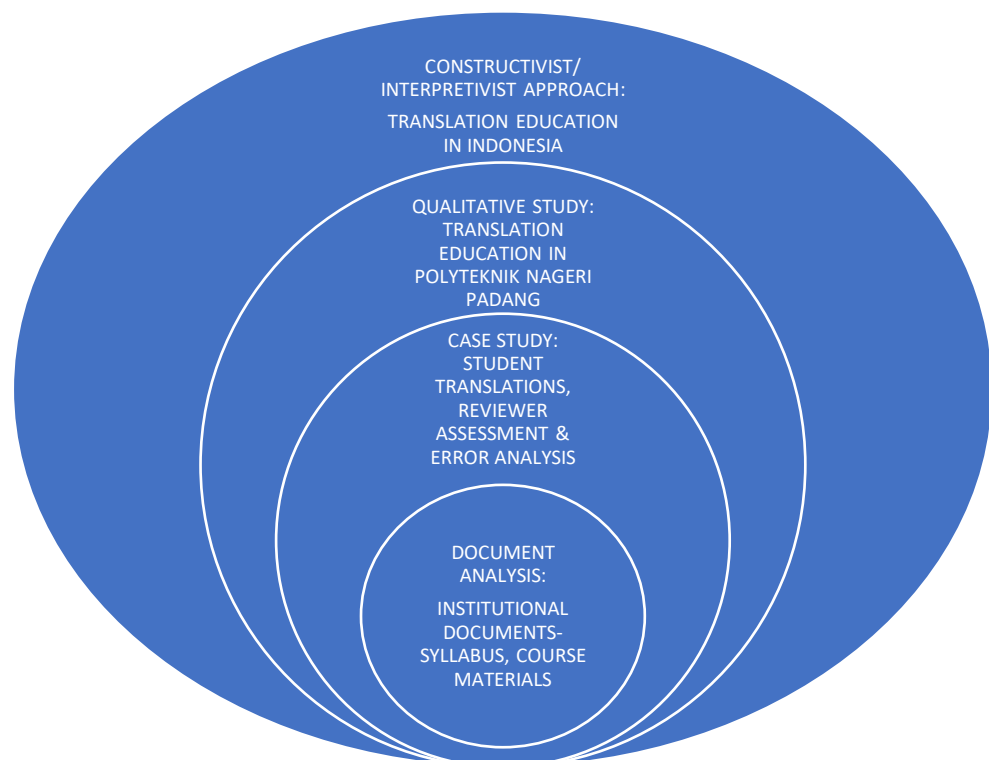 CONSTRUCTIVIST/
INTERPRETIVIST APPROACH:
TRANSLATION EDUCATION
IN INDONESIA
QUALITATIVE STUDY:
TRANSLATION
EDUCATION IN
POLYTEKNIK NAGERI
PADANG
CASE STUDY:
STUDENT
TRANSLATIONS,
REVIEWER
ASSESSMENT &
ERROR ANALYSIS
DOCUMENT
ANALYSIS:
INSTITUTIONAL
DOCUMENTS-
SYLLABUS, COURSE
MATERIALS